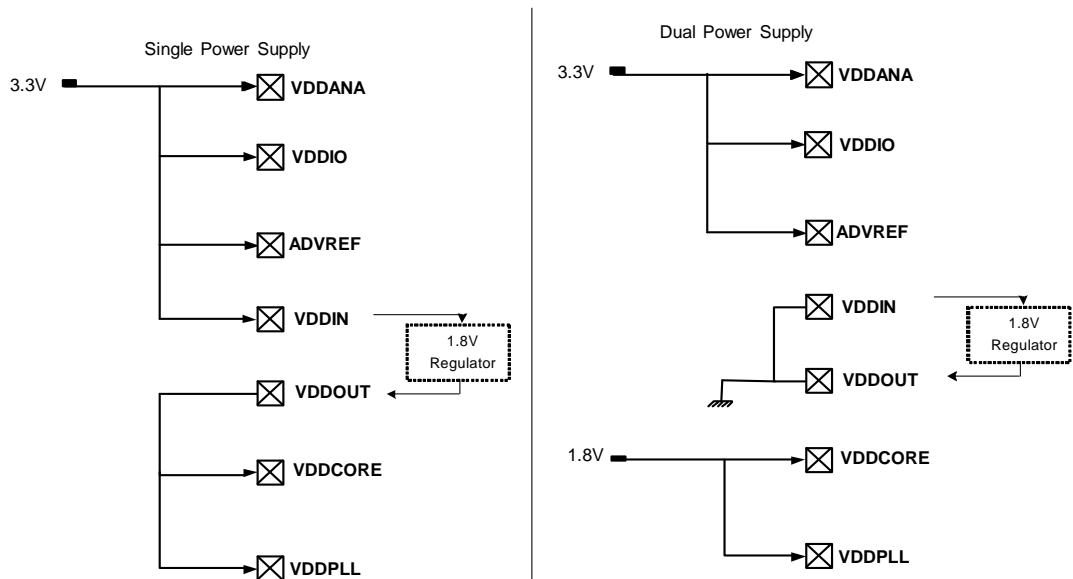 Single Power Supply
3.3V
VDDANA
VDDIO
ADVREF
VDDIN
1.8V
Regulator
VDDOUT
VDDCORE
VDDPLL
Dual Power Supply
3.3V
VDDANA
VDDIO
ADVREF
VDDIN
1.8V
Regulator
VDDOUT
1.8V
VDDCORE
VDDPLL